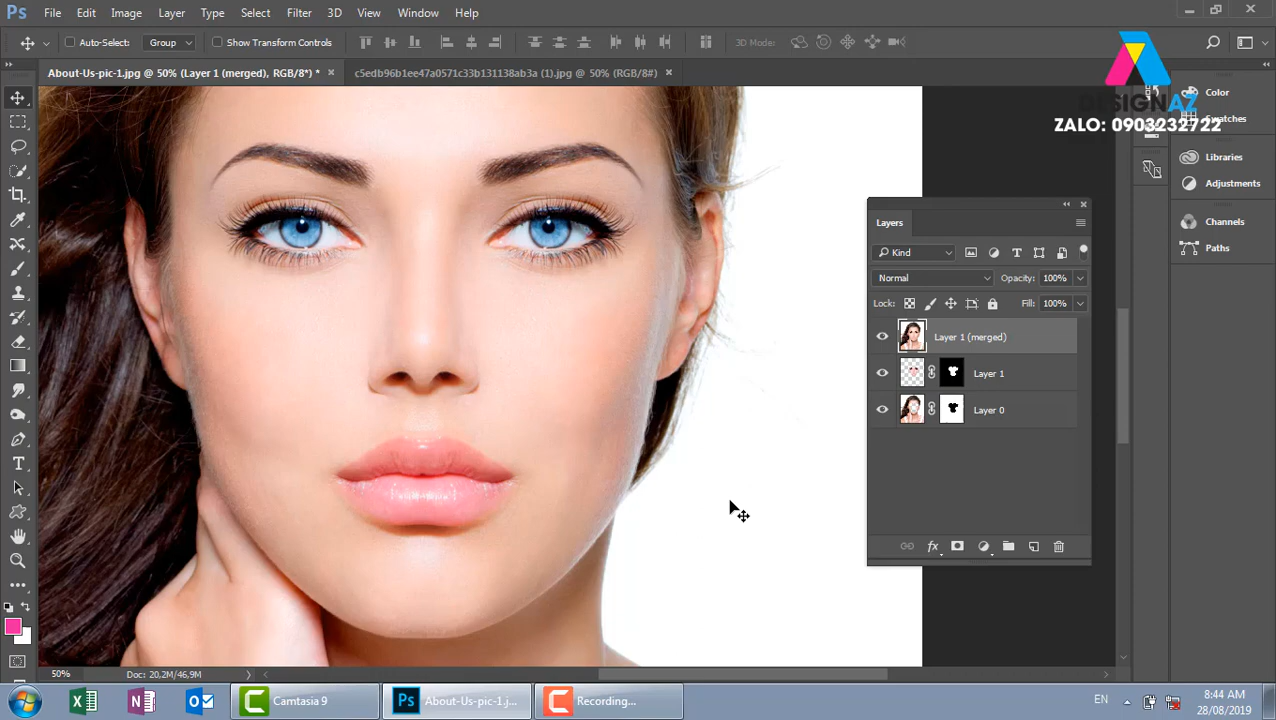 Ps File Edit Image Layer Type Select Filter 3D View Window Help
Auto-Select: Group Show Transform Controls 3D Mode:
About-Us-pic-1.jpg @ 50% (Layer 1 (merged), RGB/8*) * c5edb96b1ee47a0571c33b131138ab3a (1).jpg @ 50% (RGB/8#)
DESIGNAZ
ZALO: 0903232722
Color
Swatches
Libraries
Adjustments
Channels
Paths
Layers
Kind
Normal Opacity: 100%
Lock: Fill: 100%
Layer 1 (merged)
Layer 1
Layer 0
50% Doc: 20,2M/46,9M
Camtasia 9
Ps About-Us-pic-1.j...
Recording...
EN
8:44 AM
28/08/2019